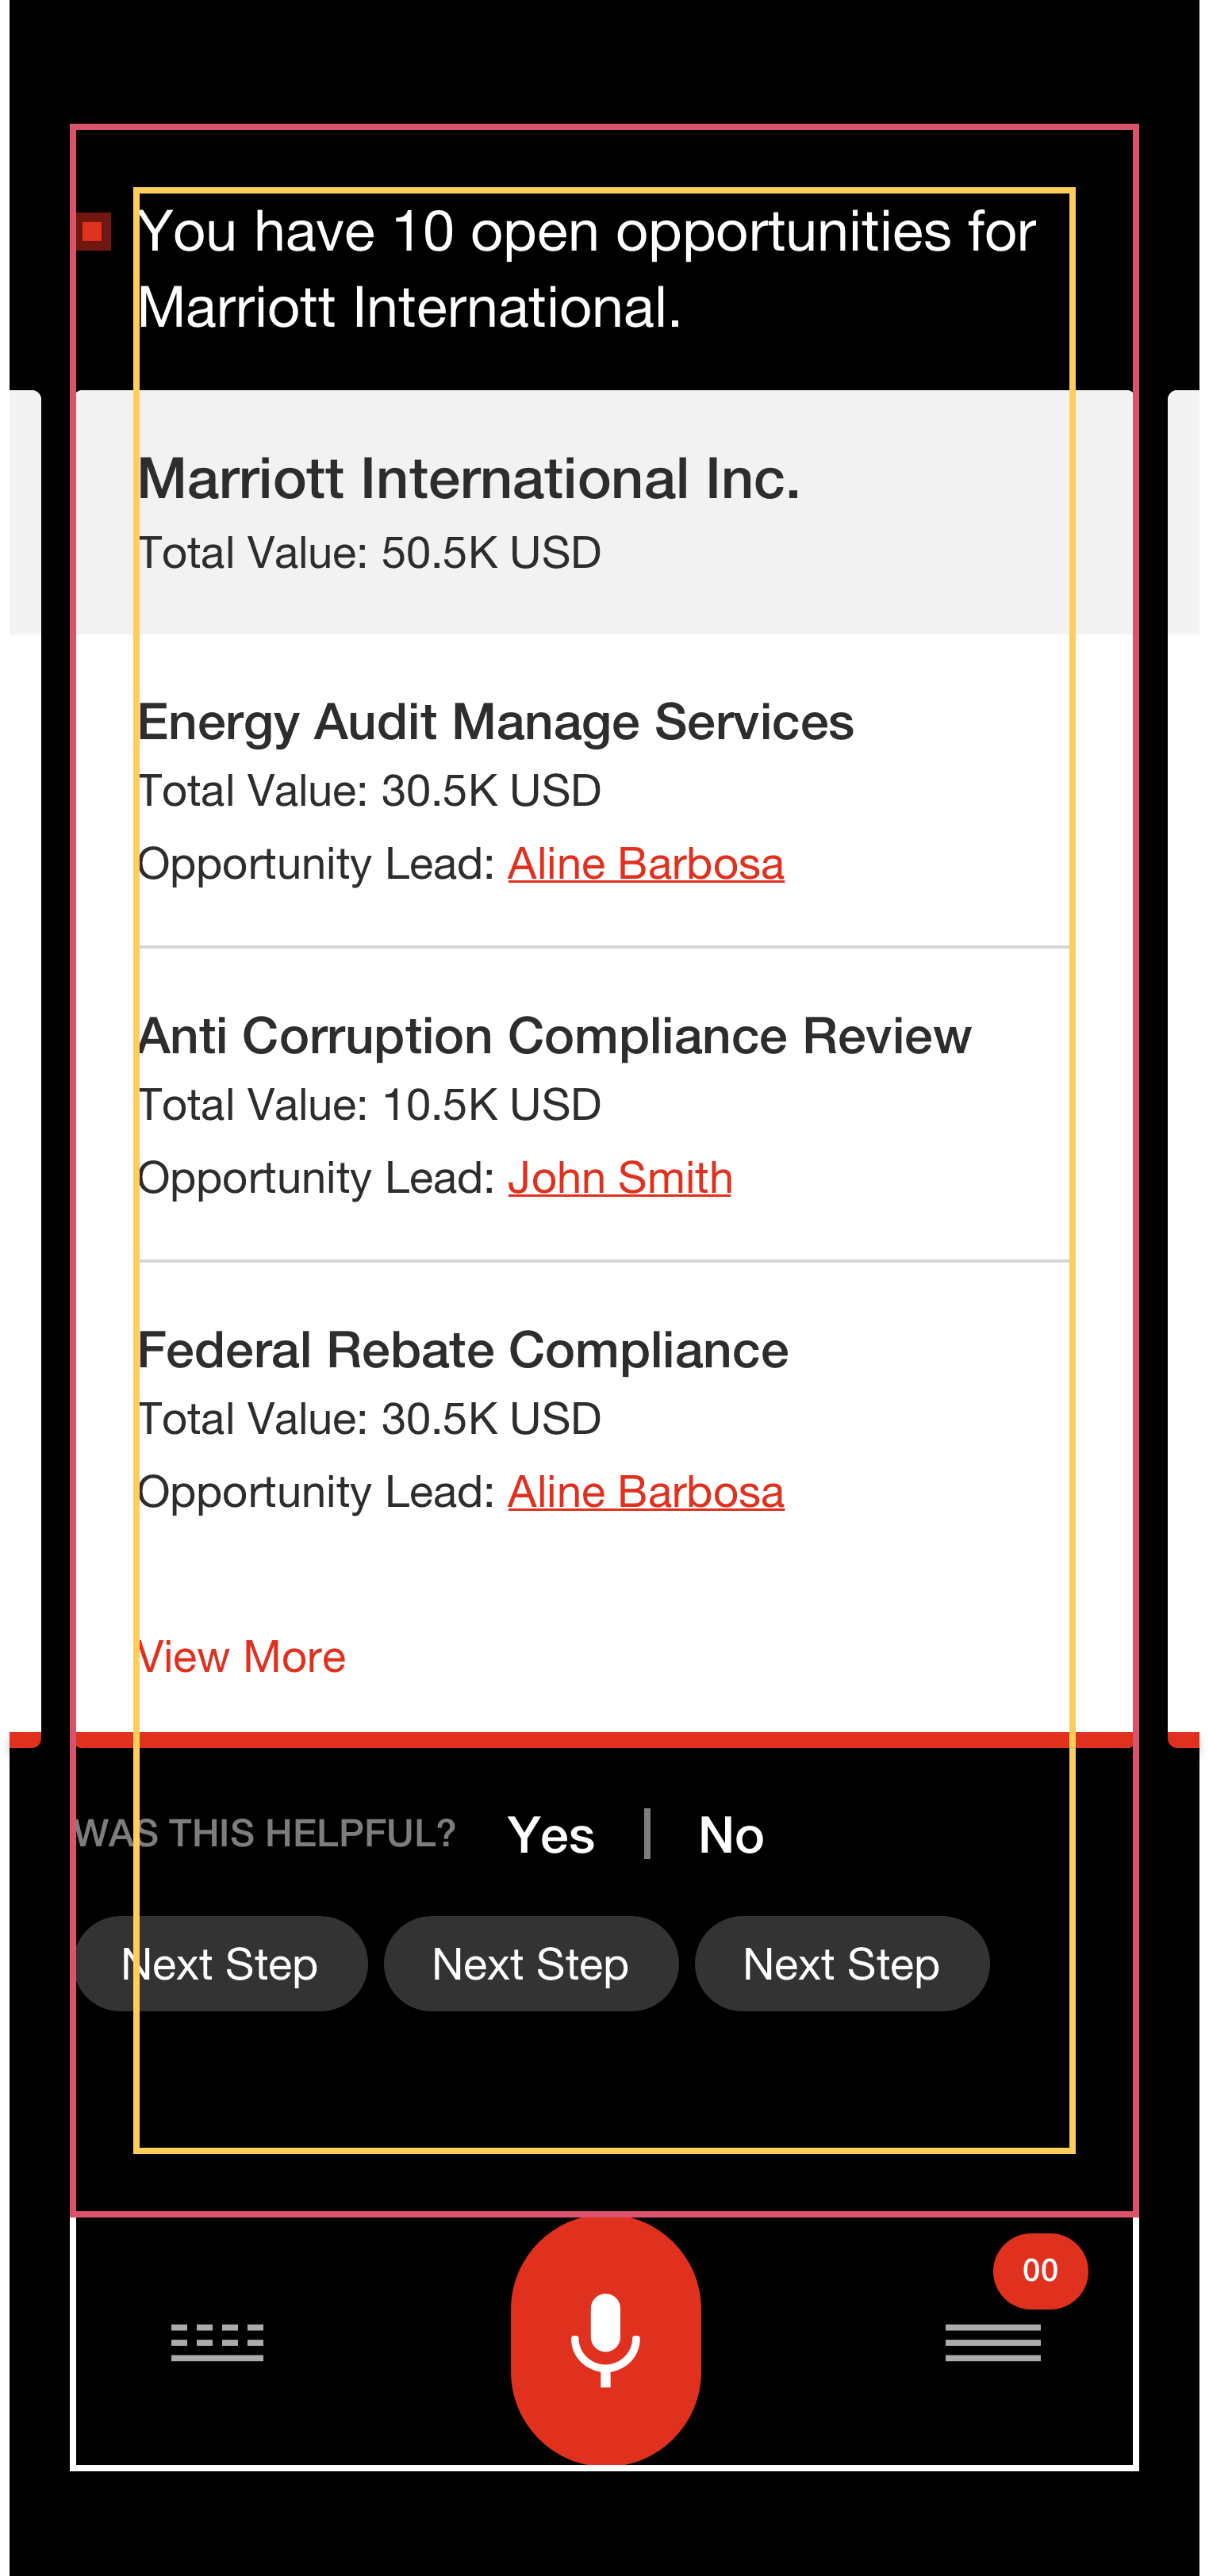 You have 10 open opportunities for
Marriott International.
Marriott International Inc.
Total Value: 50.5K USD
Energy Audit Manage Services
Total Value: 30.5K USD
Opportunity Lead: Aline Barbosa
Anti Corruption Compliance Review
Total Value: 10.5K USD
Opportunity Lead: John Smith
Federal Rebate Compliance
Total Value: 30.5K USD
Opportunity Lead: Aline Barbosa
View More
WAS THIS HELPFUL? Yes | No
Next Step Next Step Next Step
00